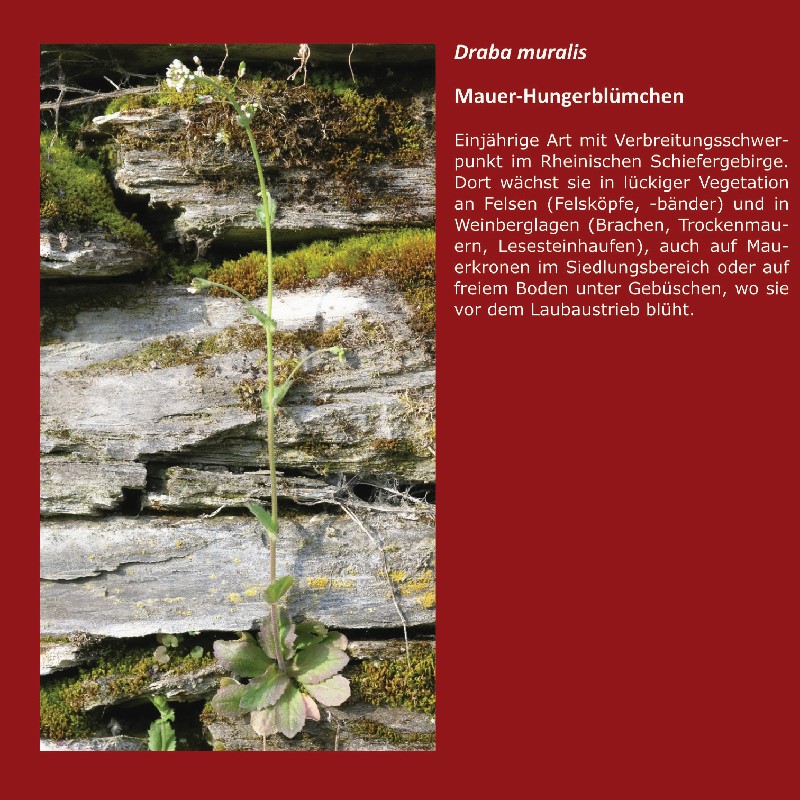 Draba muralis
Mauer-Hungerblümchen
Einjährige Art mit Verbreitungsschwer-
punkt im Rheinischen Schiefergebirge.
Dort wächst sie in lückiger Vegetation
an Felsen (Felsköpfe, -bänder) und in
Weinberglagen (Brachen, Trockenmau-
ern, Lesesteinhaufen), auch auf Mau-
erkronen im Siedlungsbereich oder auf
freiem Boden unter Gebüschen, wo sie
vor dem Laubaustrieb blüht.